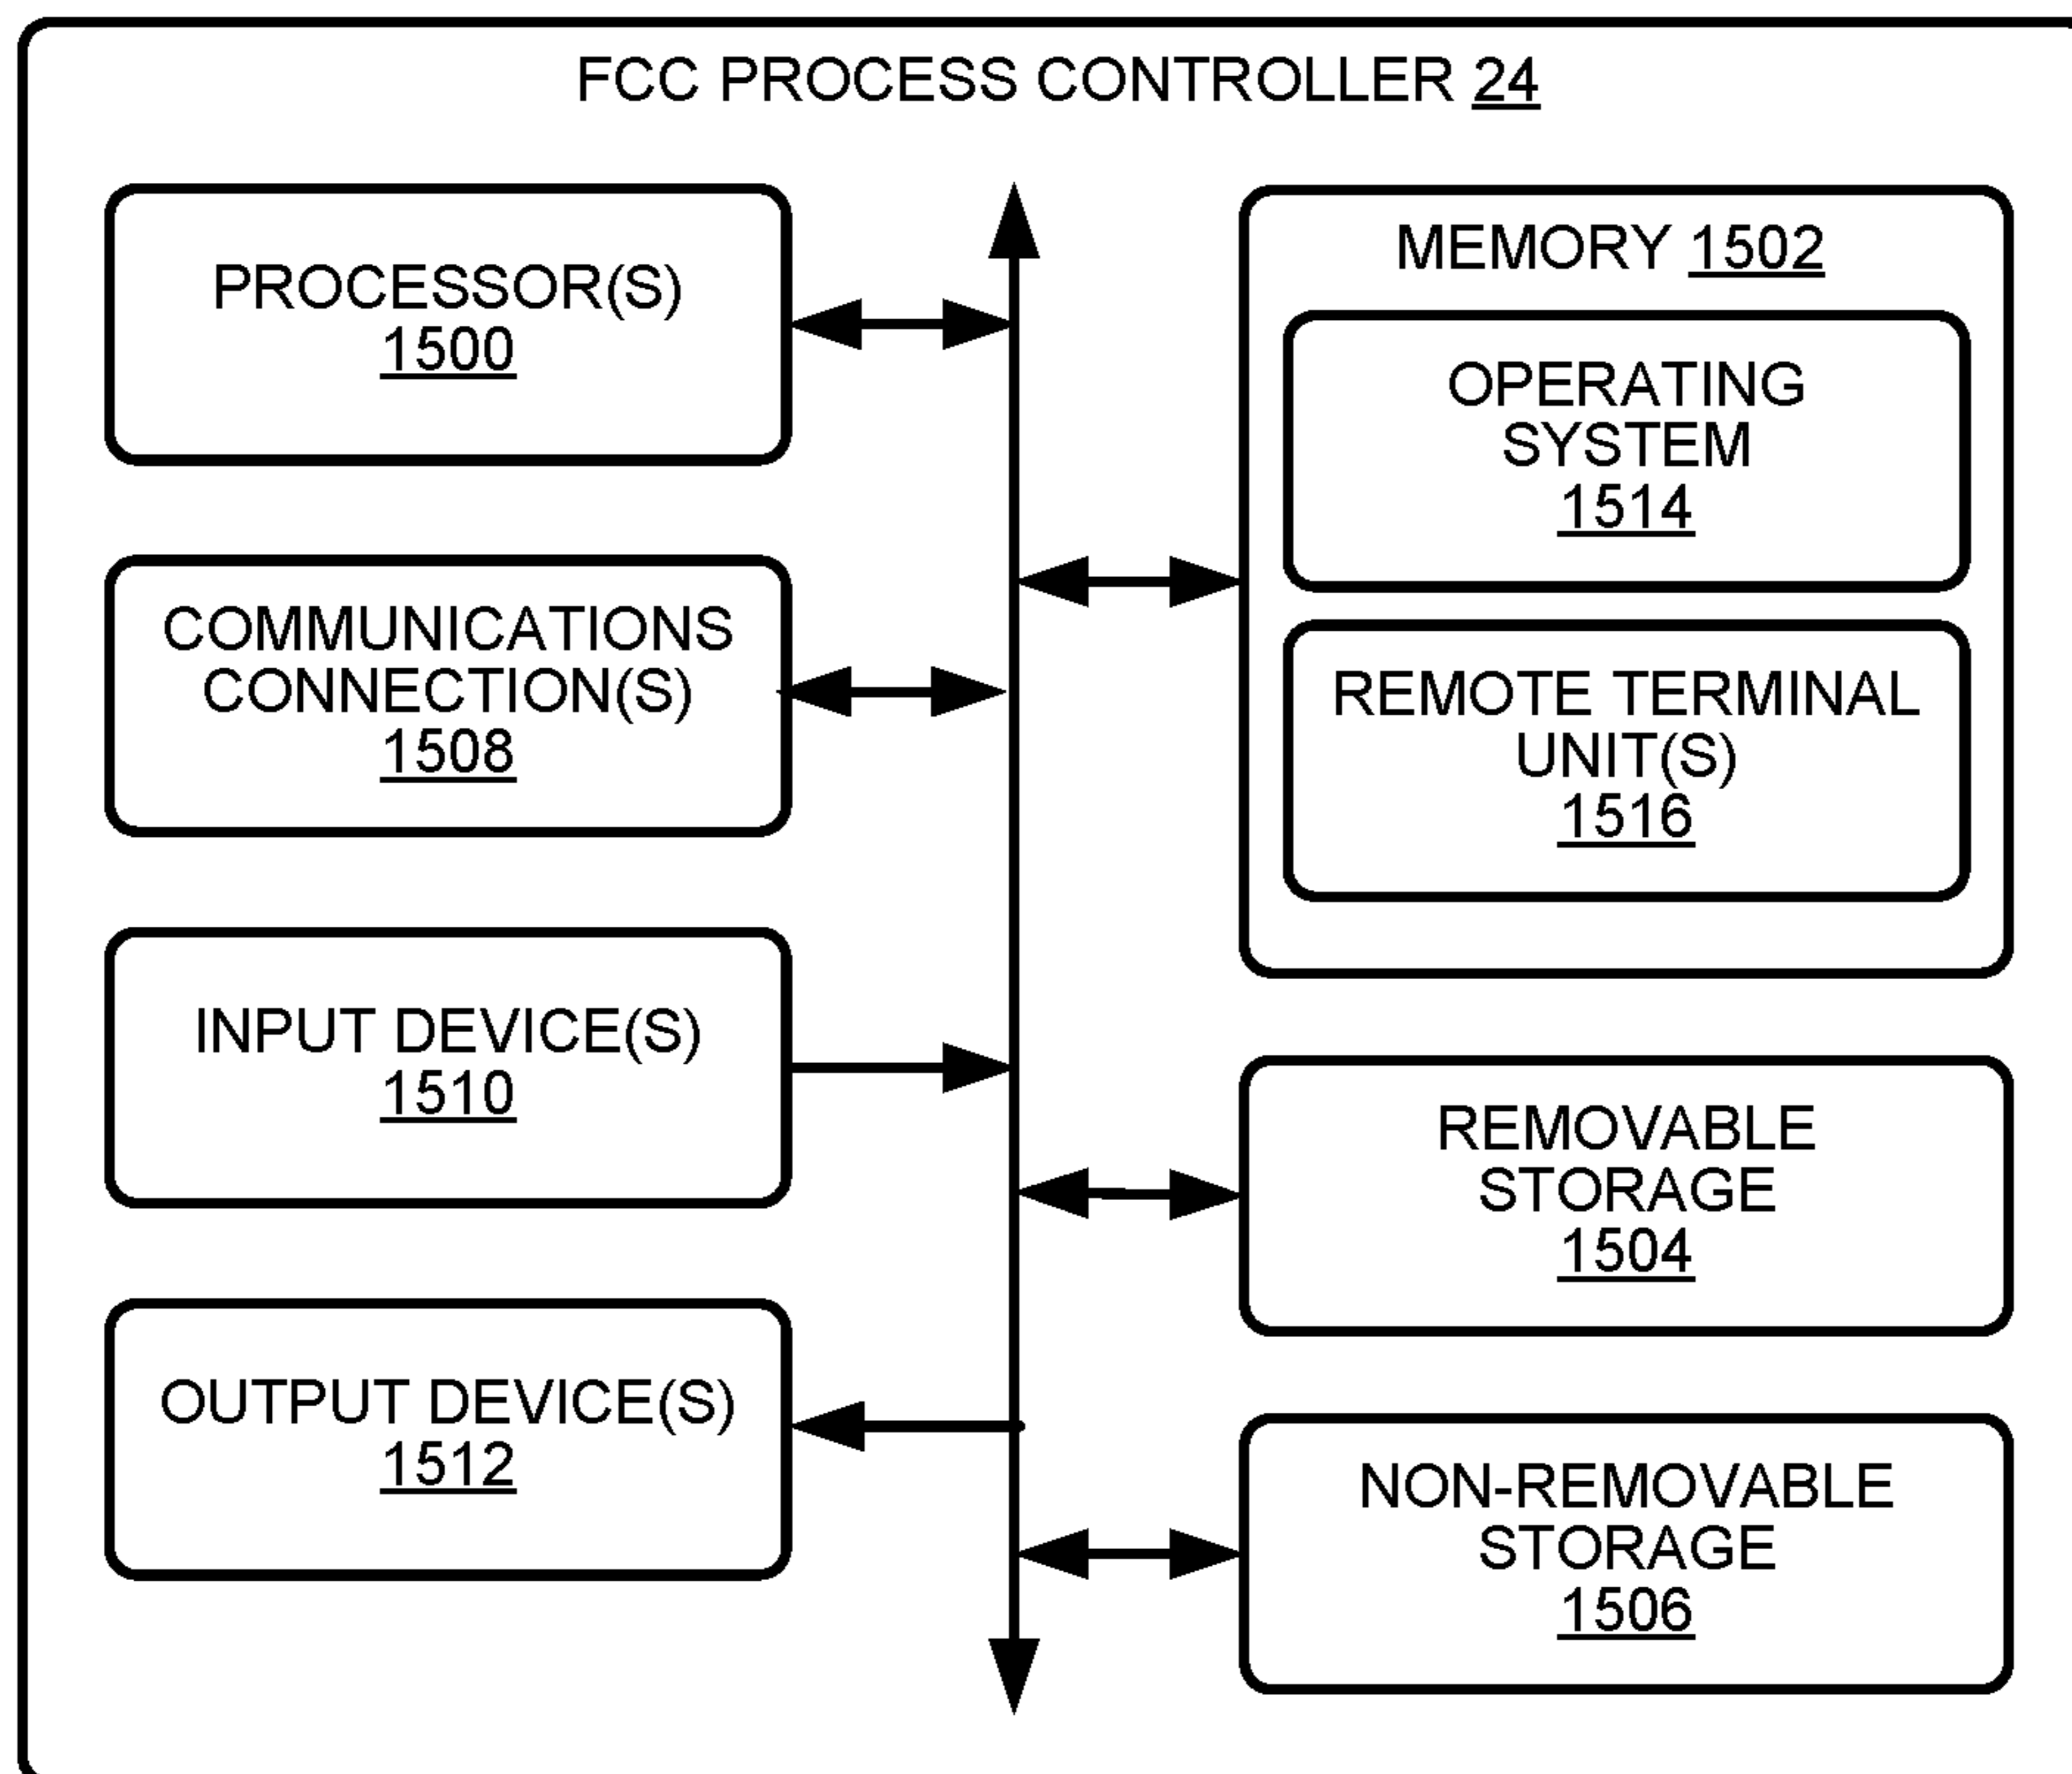 FCC PROCESS CONTROLLER 24
PROCESSOR(S)
1500
COMMUNICATIONS
CONNECTION(S)
1508
INPUT DEVICE(S)
1510
OUTPUT DEVICE(S)
1512
MEMORY 1502
OPERATING
SYSTEM
1514
REMOTE TERMINAL
UNIT(S)
1516
REMOVABLE
STORAGE
1504
NON-REMOVABLE
STORAGE
1506